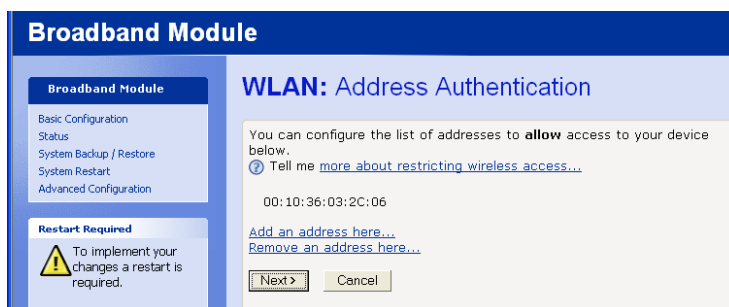 Broadband Module
Broadband Module
Basic Configuration
Status
System Backup / Restore
System Restart
Advanced Configuration
Restart Required
To implement your
changes a restart is
required.
WLAN: Address Authentication
You can configure the list of addresses to allow access to your device
below.
? Tell me more about restricting wireless access...
00:10:36:03:2C:06
Add an address here...
Remove an address here...
Next>
Cancel